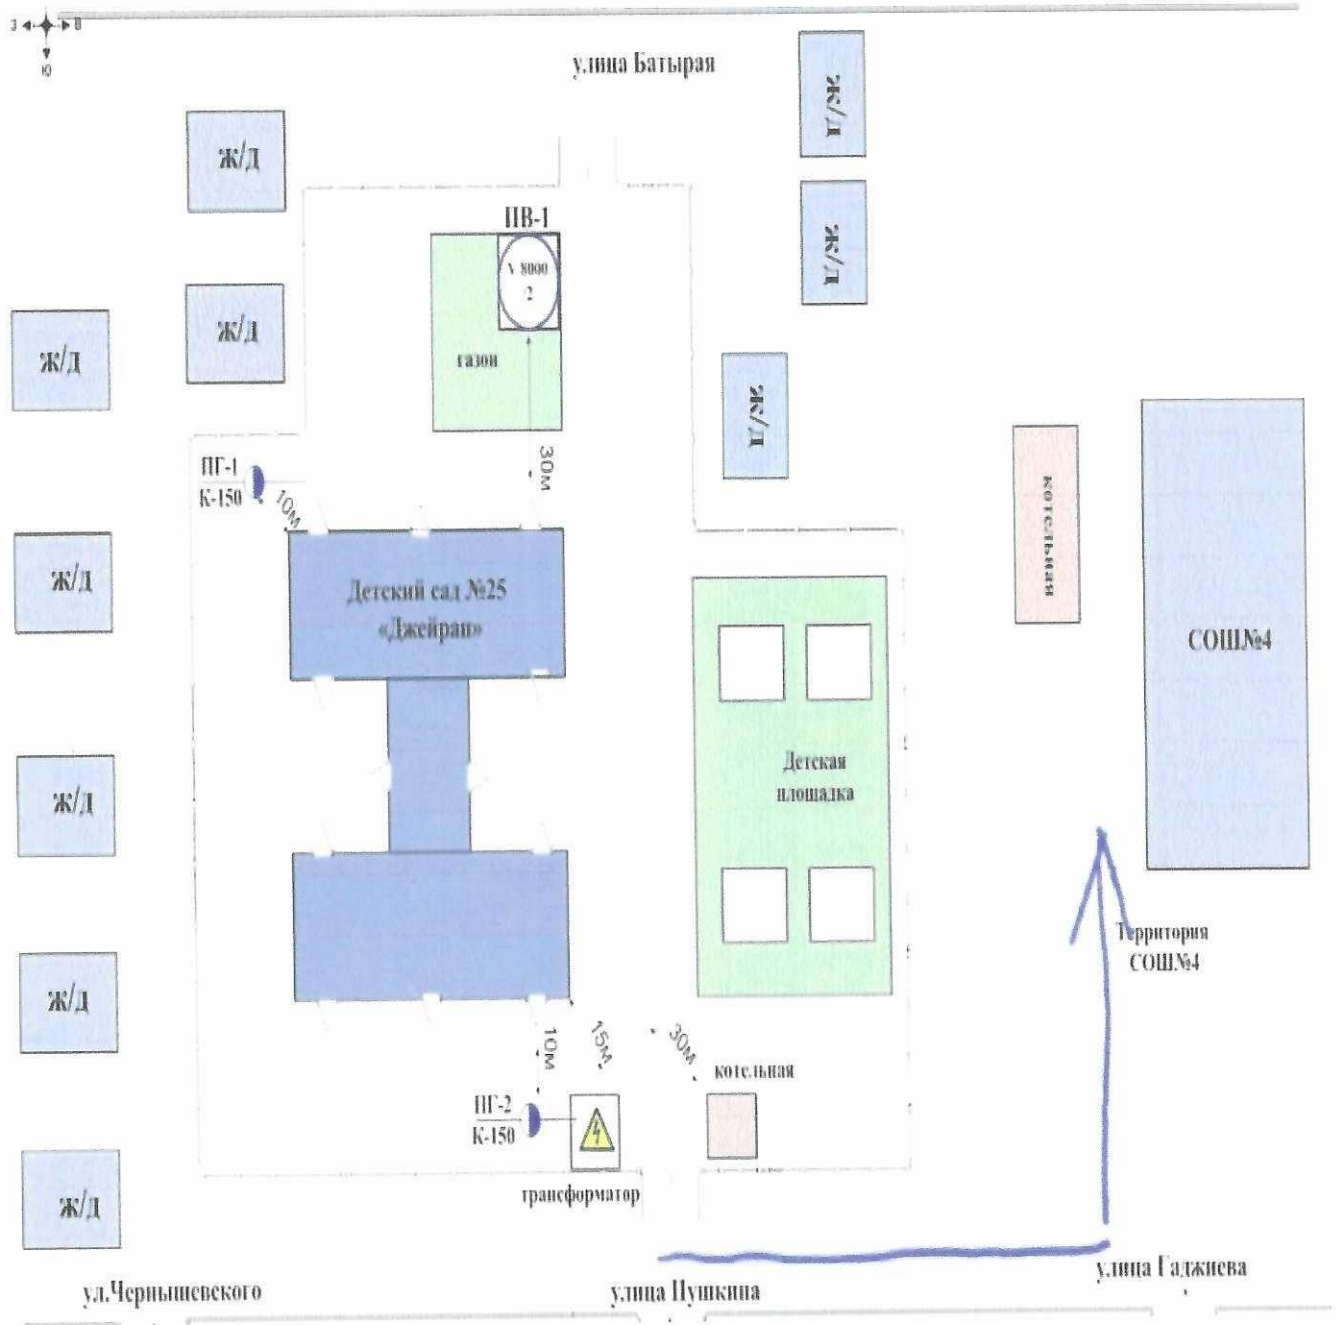 З В
Ю
улица Батырая
Ж/Д
Ж/Д
ПВ-1
V 8000
2
Ж/Д
Ж/Д
газон
Ж/Д
Ж/Д
30м
ПГ-1
К-150
10м
котельная
Ж/Д
Детский сад №25
«Джейран»
СОШ№4
Детская
площадка
Ж/Д
Территория
СОШ№4
Ж/Д
10м
15м
30м
котельная
ПГ-2
К-150
трансформатор
Ж/Д
ул.Чернышевского
улица Пушкина
улица Гаджиева